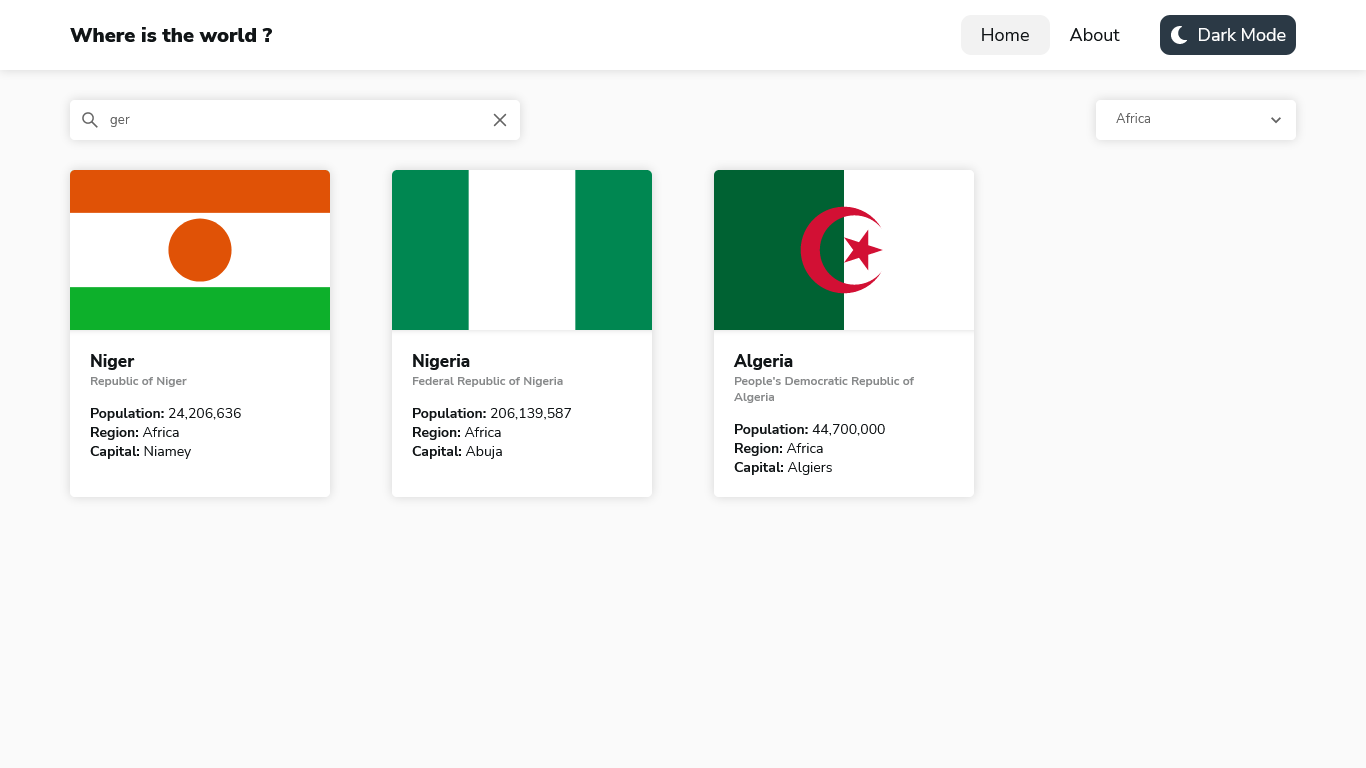 Where is the world ?
Home
About
Dark Mode
ger
Africa
Niger
Republic of Niger
Population: 24,206,636
Region: Africa
Capital: Niamey
Nigeria
Federal Republic of Nigeria
Population: 206,139,587
Region: Africa
Capital: Abuja
Algeria
People's Democratic Republic of
Algeria
Population: 44,700,000
Region: Africa
Capital: Algiers